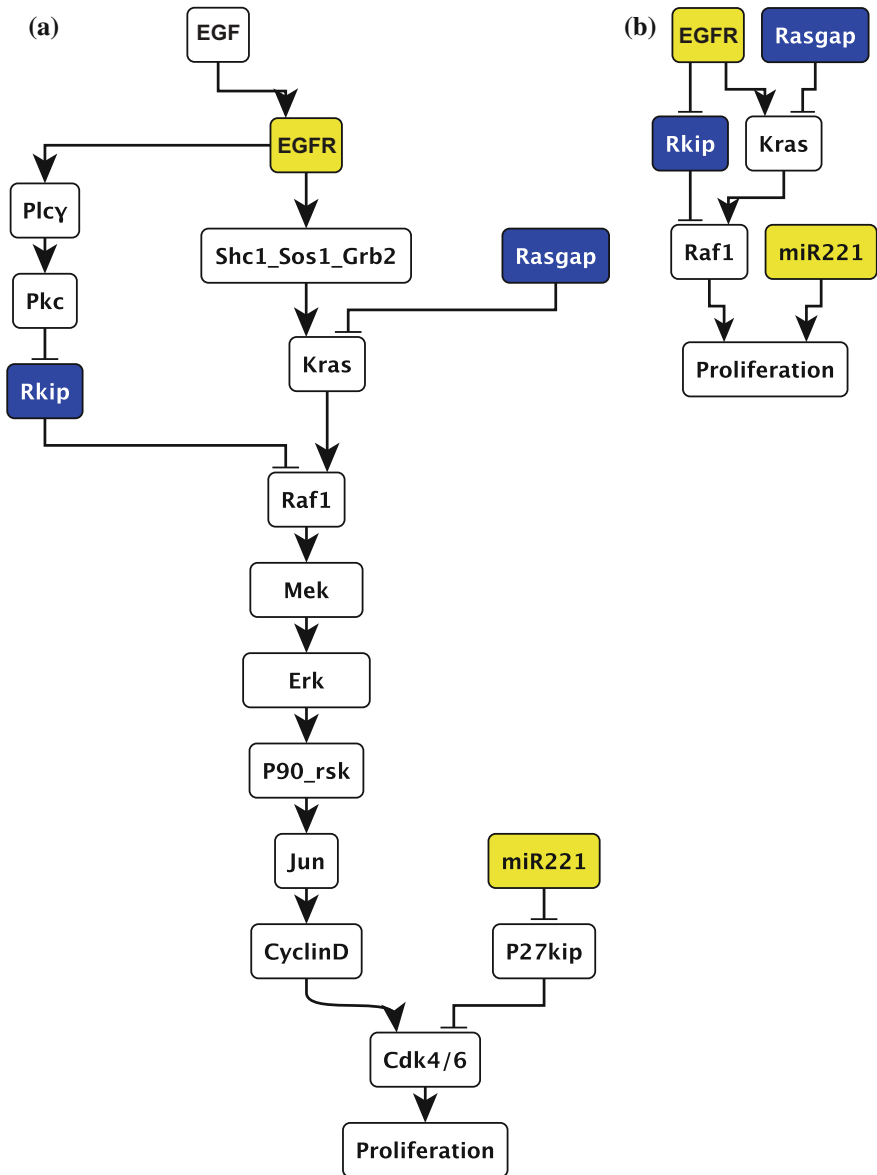 (a)
EGF
EGFR
Plcγ
Shc1_Sos1_Grb2
Rasgap
Pkc
Kras
Rkip
Raf1
Mek
Erk
P90_rsk
Jun
miR221
CyclinD
P27kip
Cdk4/6
Proliferation
(b)
EGFR
Rasgap
Rkip
Kras
Raf1
miR221
Proliferation